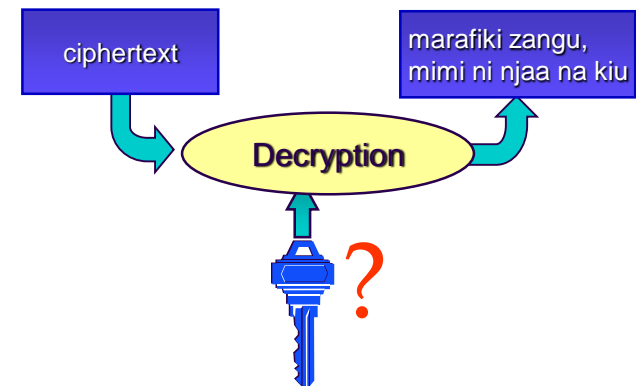 ciphertext
marafiki zangu,
mimi ni njaa na kiu
Decryption
?